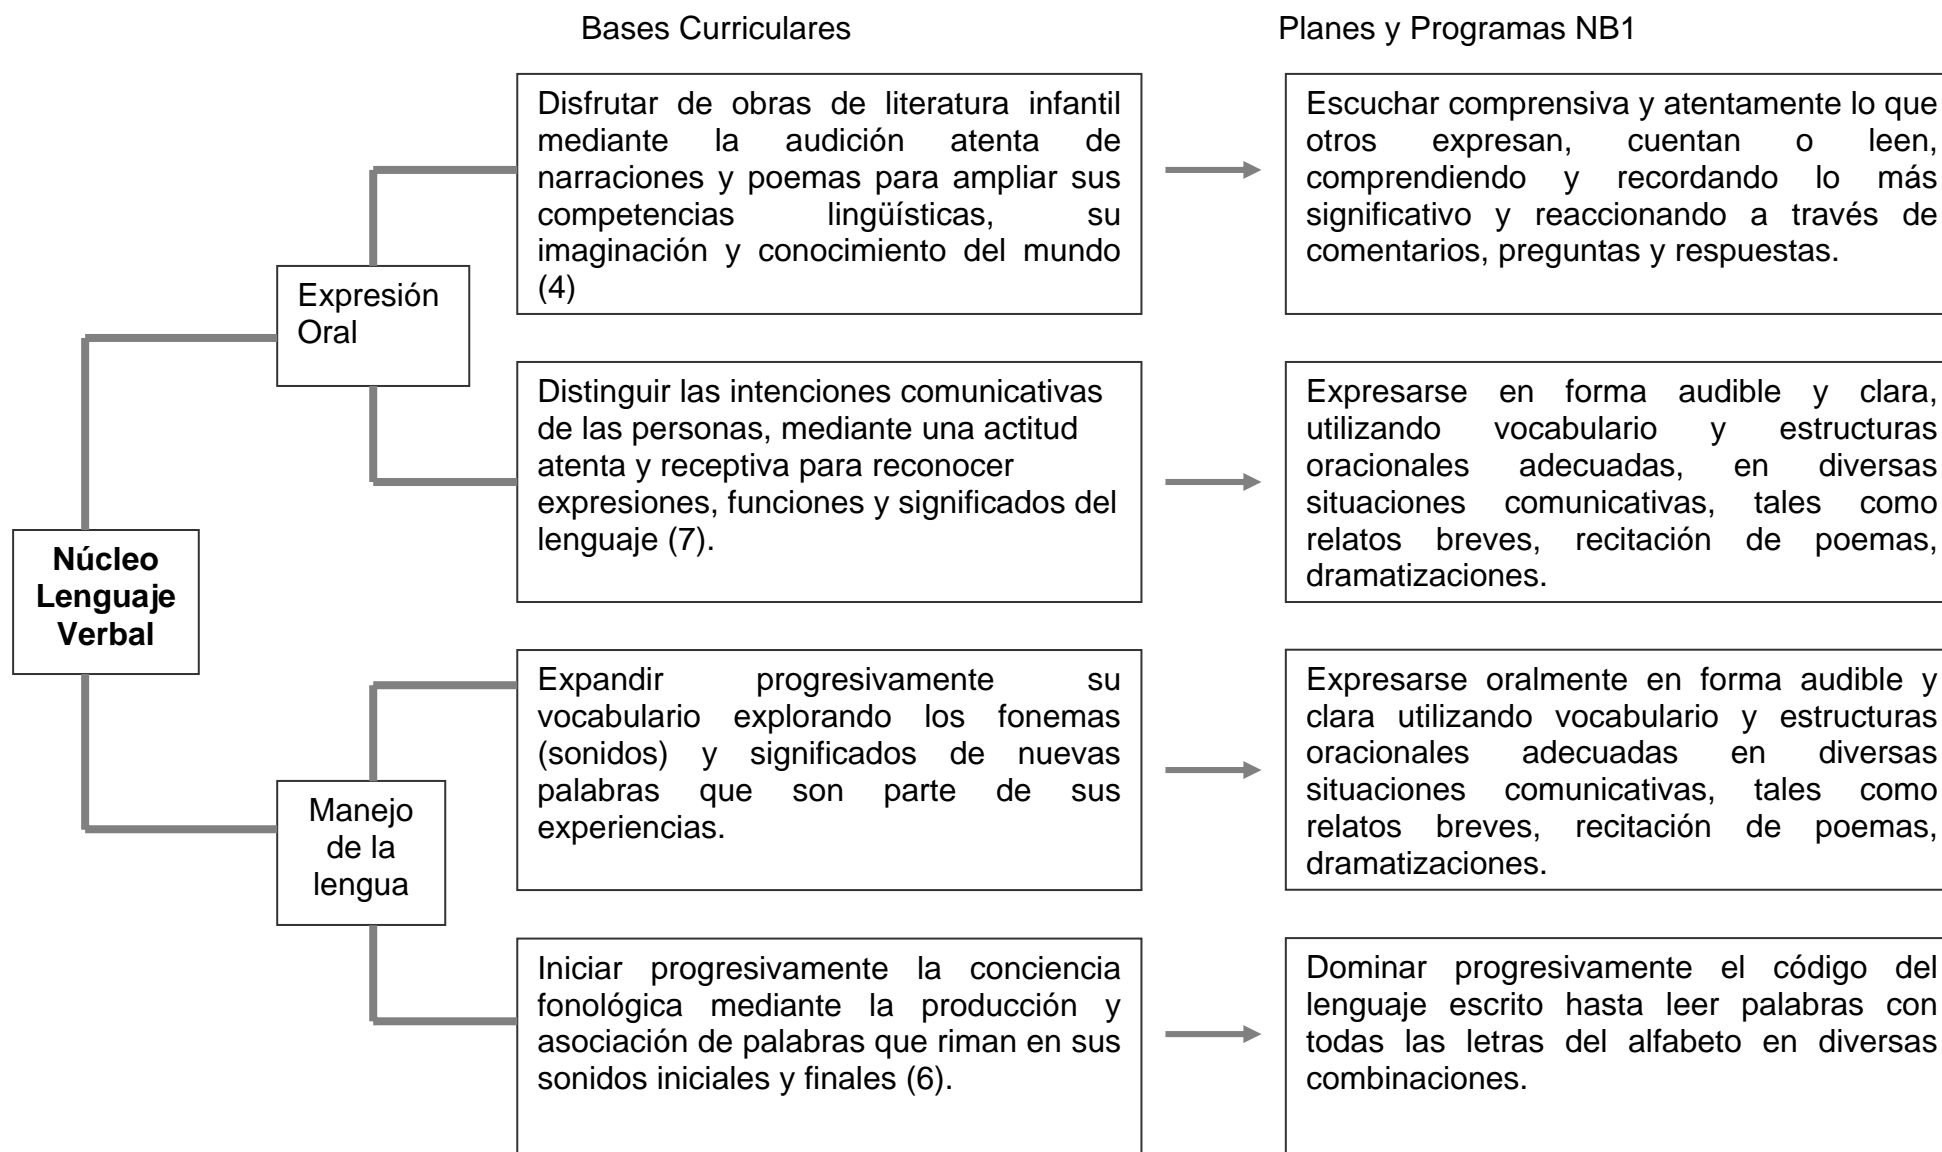 Bases Curriculares
Planes y Programas NB1
Disfrutar de obras de literatura infantil
mediante la audición atenta de
narraciones y poemas para ampliar sus
competencias lingüísticas, su
imaginación y conocimiento del mundo
(4)
Escuchar comprensiva y atentamente lo que
otros expresan, cuentan o leen,
comprendiendo y recordando lo más
significativo y reaccionando a través de
comentarios, preguntas y respuestas.
Expresión
Oral
Distinguir las intenciones comunicativas
de las personas, mediante una actitud
atenta y receptiva para reconocer
expresiones, funciones y significados del
lenguaje (7).
Expresarse en forma audible y clara,
utilizando vocabulario y estructuras
oracionales adecuadas, en diversas
situaciones comunicativas, tales como
relatos breves, recitación de poemas,
dramatizaciones.
Núcleo
Lenguaje
Verbal
Expandir progresivamente su
vocabulario explorando los fonemas
(sonidos) y significados de nuevas
palabras que son parte de sus
experiencias.
Expresarse oralmente en forma audible y
clara utilizando vocabulario y estructuras
oracionales adecuadas en diversas
situaciones comunicativas, tales como
relatos breves, recitación de poemas,
dramatizaciones.
Manejo
de la
lengua
Iniciar progresivamente la conciencia
fonológica mediante la producción y
asociación de palabras que riman en sus
sonidos iniciales y finales (6).
Dominar progresivamente el código del
lenguaje escrito hasta leer palabras con
todas las letras del alfabeto en diversas
combinaciones.